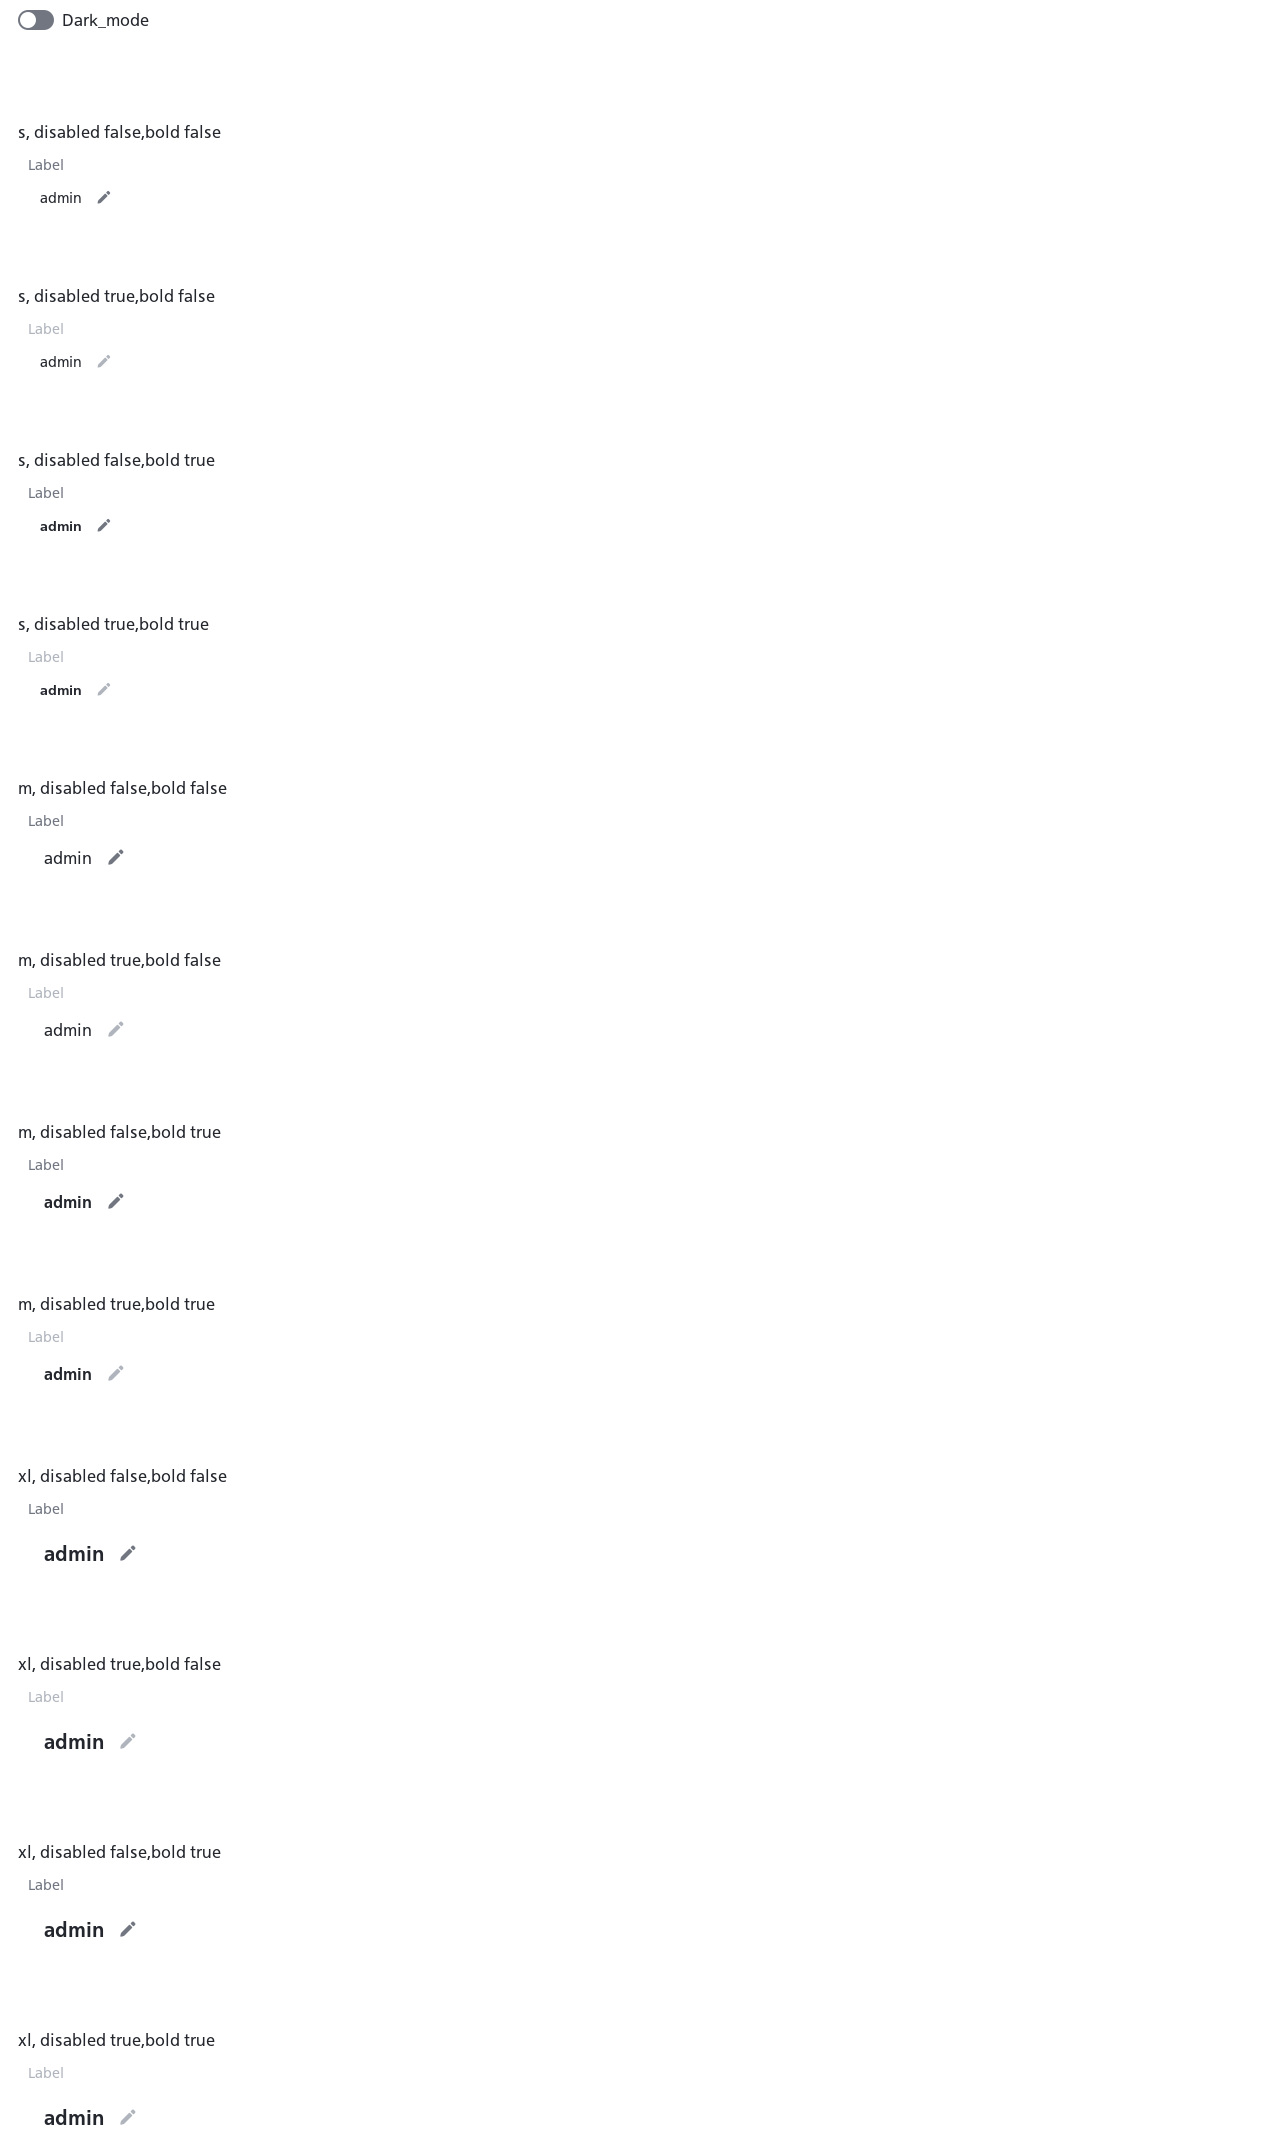 Dark_mode
s, disabled false,bold false
Label
admin
s, disabled true,bold false
Label
admin
s, disabled false,bold true
Label
admin
s, disabled true,bold true
Label
admin
m, disabled false,bold false
Label
admin
m, disabled true,bold false
Label
admin
m, disabled false,bold true
Label
admin
m, disabled true,bold true
Label
admin
xl, disabled false,bold false
Label
admin
xl, disabled true,bold false
Label
admin
xl, disabled false,bold true
Label
admin
xl, disabled true,bold true
Label
admin